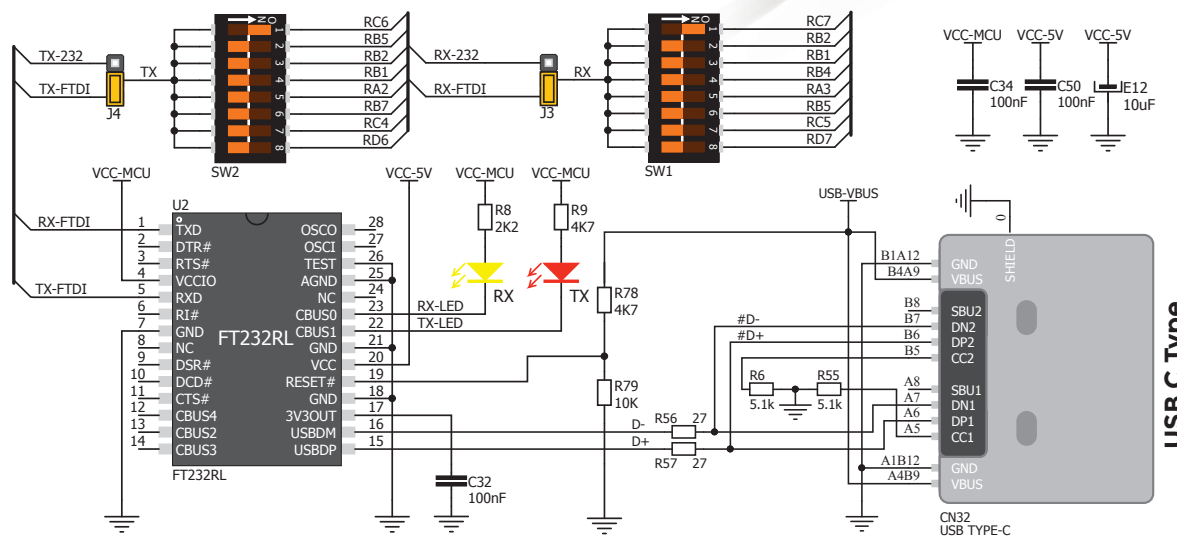 TX-232
TX-FTDI
J4
TX
O
N
1
2
3
4
5
6
7
8
SW2
RC6
RB5
RB2
RB1
RA2
RB7
RC4
RD6
RX-232
RX-FTDI
J3
RX
O
N
1
2
3
4
5
6
7
8
SW1
RC7
RB2
RB1
RB4
RA3
RB5
RC5
RD7
VCC-MCU
C34
100nF
VCC-5V
C50
100nF
VCC-5V
E12
10uF
VCC-MCU
RX-FTDI
TX-FTDI
U2
1 TXD
2 DTR#
3 RTS#
4 VCCIO
5 RXD
6 RI#
7 GND
8 NC
9 DSR#
10 DCD#
11 CTS#
12 CBUS4
13 CBUS2
14 CBUS3
FT232RL
OSCO 28
OSCI 27
TEST 26
AGND 25
NC 24
CBUS0 23
CBUS1 22
GND 21
VCC 20
RESET# 19
GND 18
3V3OUT 17
USBDM 16
USBDP 15
FT232RL
VCC-5V
VCC-MCU
R8
2K2
RX
RX-LED
VCC-MCU
R9
4K7
TX
TX-LED
C32
100nF
R78
4K7
R79
10K
D-
R56 27
D+
R57 27
USB-VBUS
#D-
#D+
R6
5.1k
R55
5.1k
0
SHIELD
B1A12 GND
B4A9 VBUS
B8 SBU2
B7 DN2
B6 DP2
B5 CC2
A8 SBU1
A7 DN1
A6 DP1
A5 CC1
A1B12 GND
A4B9 VBUS
CN32
USB TYPE-C
USB C Type